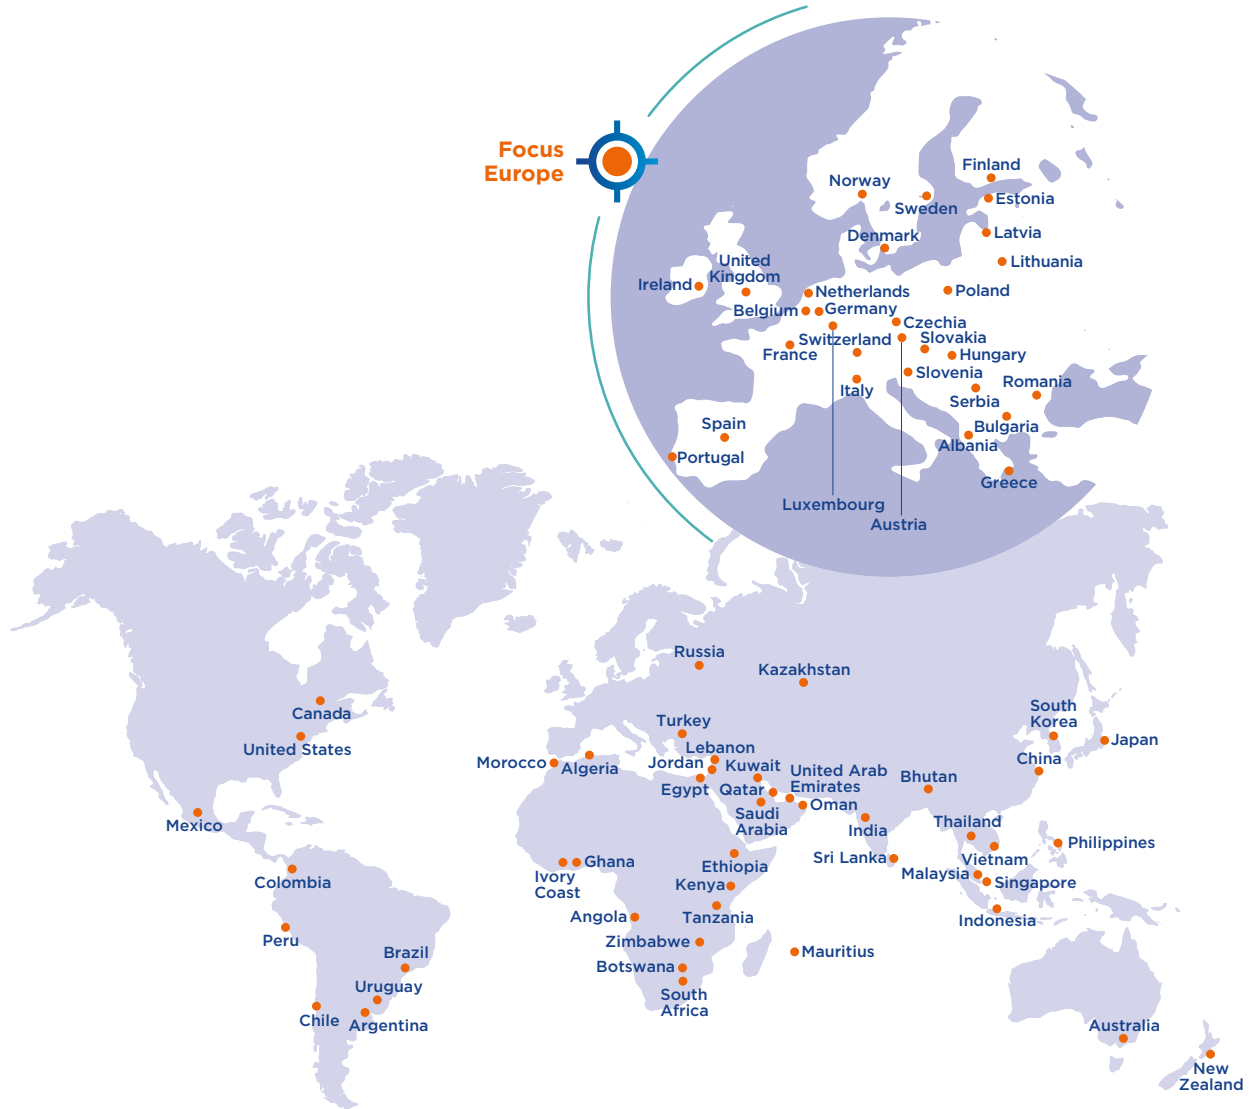 Focus
Europe
Finland
Norway
Estonia
Sweden
Latvia
Denmark
United
Kingdom
Lithuania
Ireland
Netherlands
Poland
Belgium
Germany
Czechia
Switzerland
Slovakia
France
Hungary
Slovenia
Italy
Romania
Serbia
Spain
Bulgaria
Albania
Portugal
Greece
Luxembourg
Austria
Russia
Kazakhstan
Canada
South
Korea
United States
Turkey
Japan
Lebanon
Morocco
Algeria
Jordan
Kuwait
China
United Arab
Emirates
Bhutan
Egypt
Qatar
Oman
Mexico
Saudi
Arabia
India
Thailand
Philippines
Sri Lanka
Vietnam
Ghana
Ethiopia
Malaysia
Colombia
Ivory
Coast
Kenya
Singapore
Angola
Tanzania
Indonesia
Peru
Zimbabwe
Mauritius
Brazil
Botswana
Uruguay
South
Africa
Chile
Argentina
Australia
New
Zealand